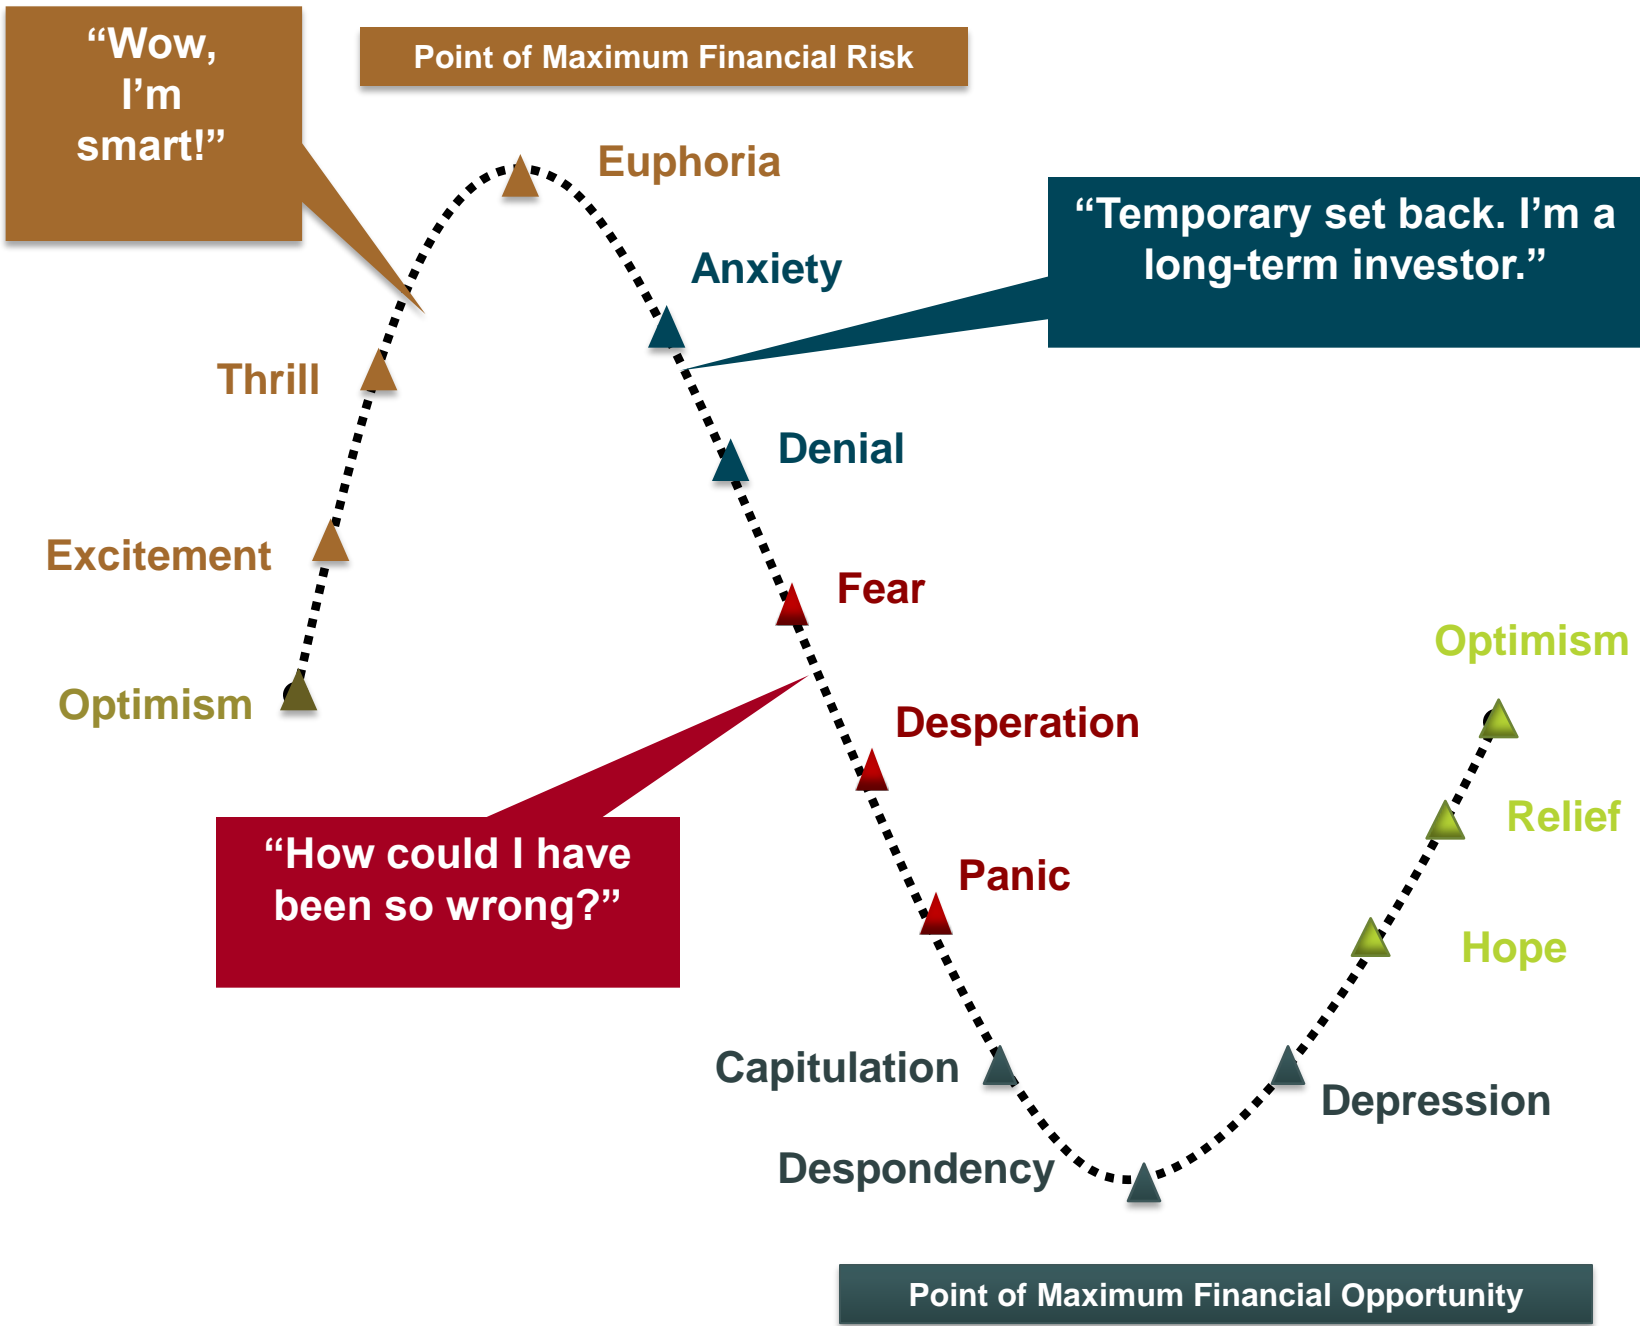 “Wow,
I’m
smart!”
Point of Maximum Financial Risk
Euphoria
“Temporary set back. I’m a
long-term investor.”
Anxiety
Thrill
Denial
Excitement
Fear
Optimism
Optimism
Desperation
Relief
“How could I have
been so wrong?”
Panic
Hope
Capitulation
Depression
Despondency
Point of Maximum Financial Opportunity